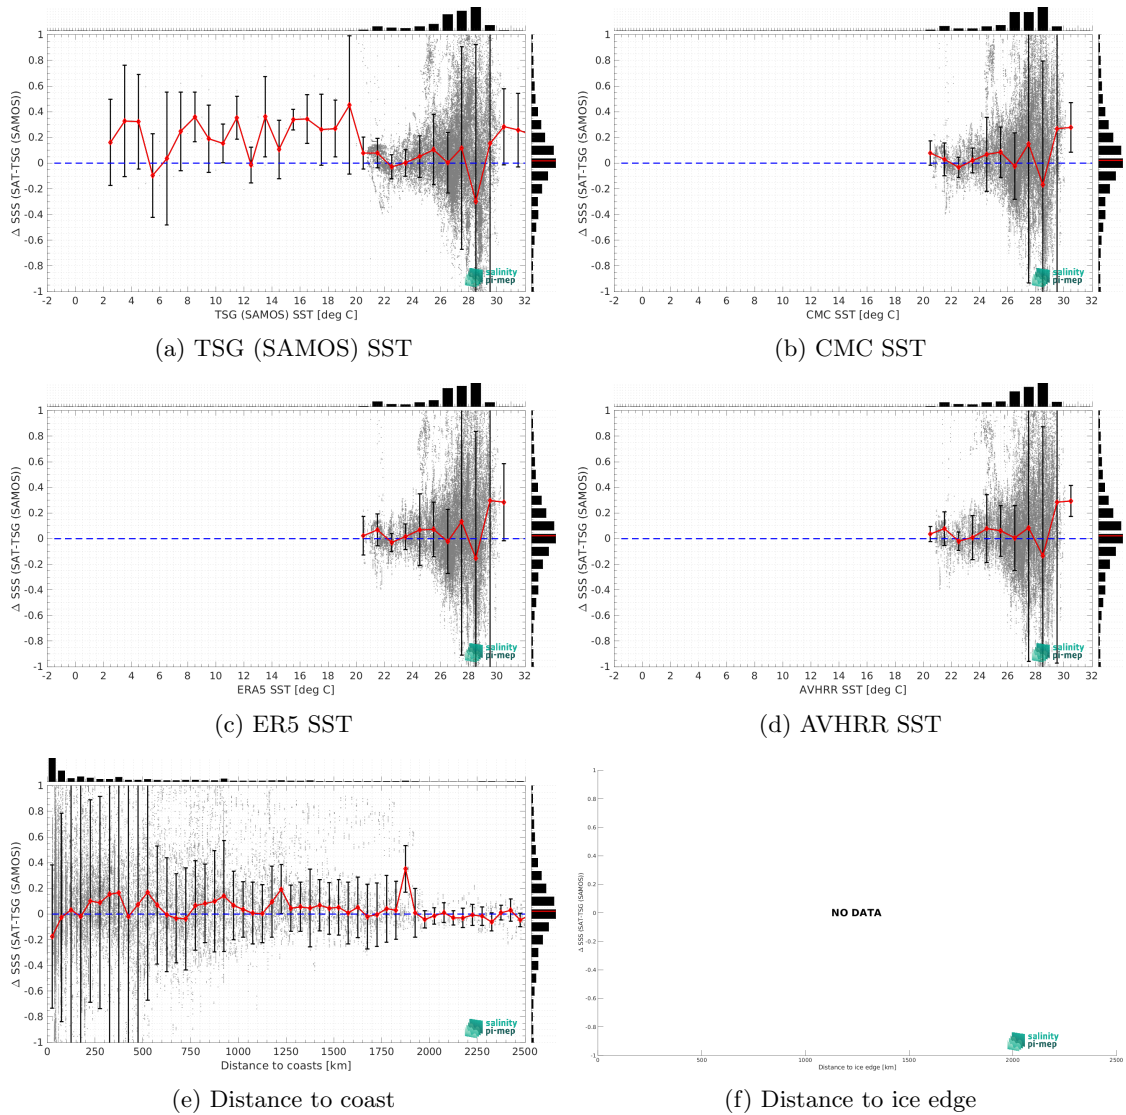 1
0.8
0.6
0.4
0.2
0
-0.2
-0.4
-0.6
-0.8
-1
Δ SSS (SAT-TSG (SAMOS))
salinity
pi-mep
-2 0 2 4 6 8 10 12 14 16 18 20 22 24 26 28 30 32
TSG (SAMOS) SST [deg C]
(a) TSG (SAMOS) SST
1
0.8
0.6
0.4
0.2
0
-0.2
-0.4
-0.6
-0.8
-1
Δ SSS (SAT-TSG (SAMOS))
salinity
pi-mep
-2 0 2 4 6 8 10 12 14 16 18 20 22 24 26 28 30 32
CMC SST [deg C]
(b) CMC SST
1
0.8
0.6
0.4
0.2
0
-0.2
-0.4
-0.6
-0.8
-1
Δ SSS (SAT-TSG (SAMOS))
salinity
pi-mep
-2 0 2 4 6 8 10 12 14 16 18 20 22 24 26 28 30 32
ERA5 SST [deg C]
(c) ER5 SST
1
0.8
0.6
0.4
0.2
0
-0.2
-0.4
-0.6
-0.8
-1
Δ SSS (SAT-TSG (SAMOS))
salinity
pi-mep
-2 0 2 4 6 8 10 12 14 16 18 20 22 24 26 28 30 32
AVHRR SST [deg C]
(d) AVHRR SST
1
0.8
0.6
0.4
0.2
0
-0.2
-0.4
-0.6
-0.8
-1
Δ SSS (SAT-TSG (SAMOS))
salinity
pi-mep
0 250 500 750 1000 1250 1500 1750 2000 2250 2500
Distance to coasts [km]
(e) Distance to coast
1
0.8
0.6
0.4
0.2
0
-0.2
-0.4
-0.6
-0.8
-1
Δ SSS (SAT-TSG (SAMOS))
NO DATA
salinity
pi-mep
0 500 1000 1500 2000 2500
Distance to ice edge [km]
(f) Distance to ice edge